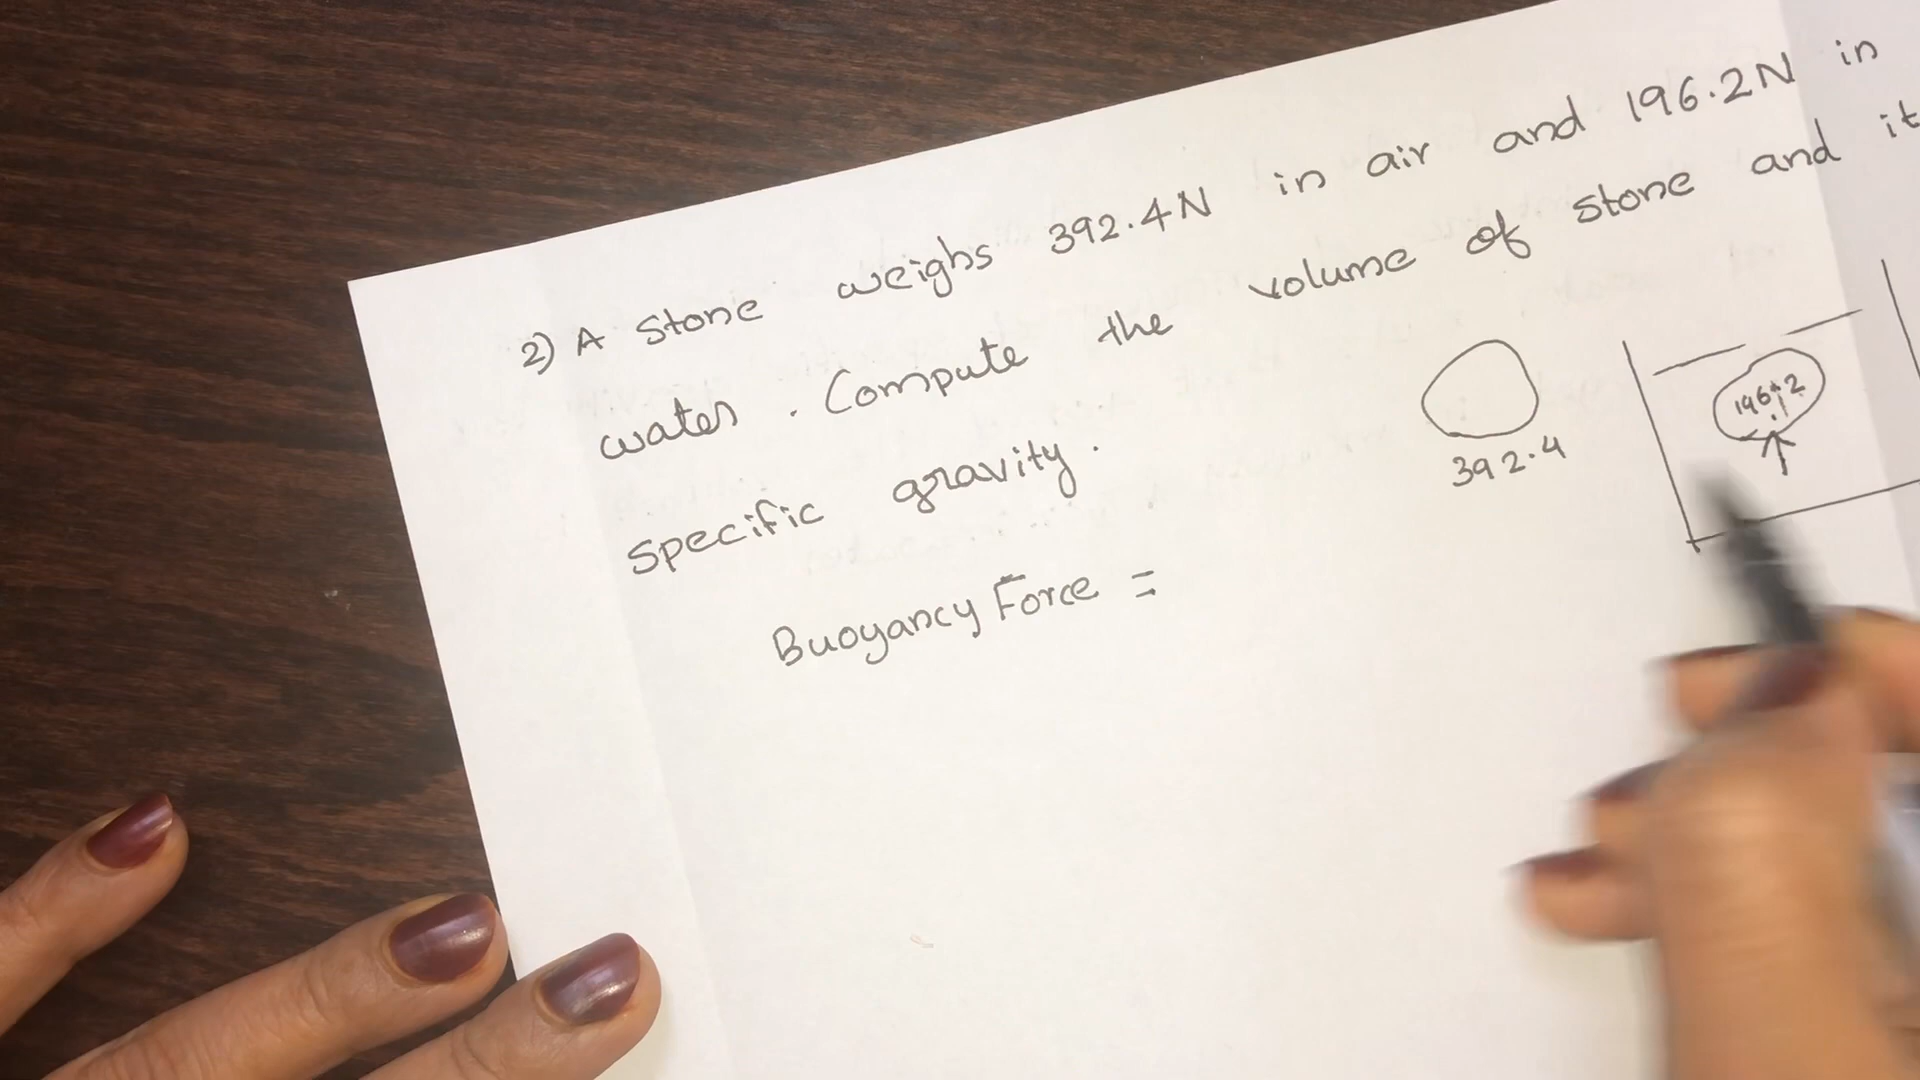 2) A stone weighs 392.4N in air and 196.2N in
water. Compute the volume of stone and it
specific gravity.
392.4
196.2
Buoyancy Force =